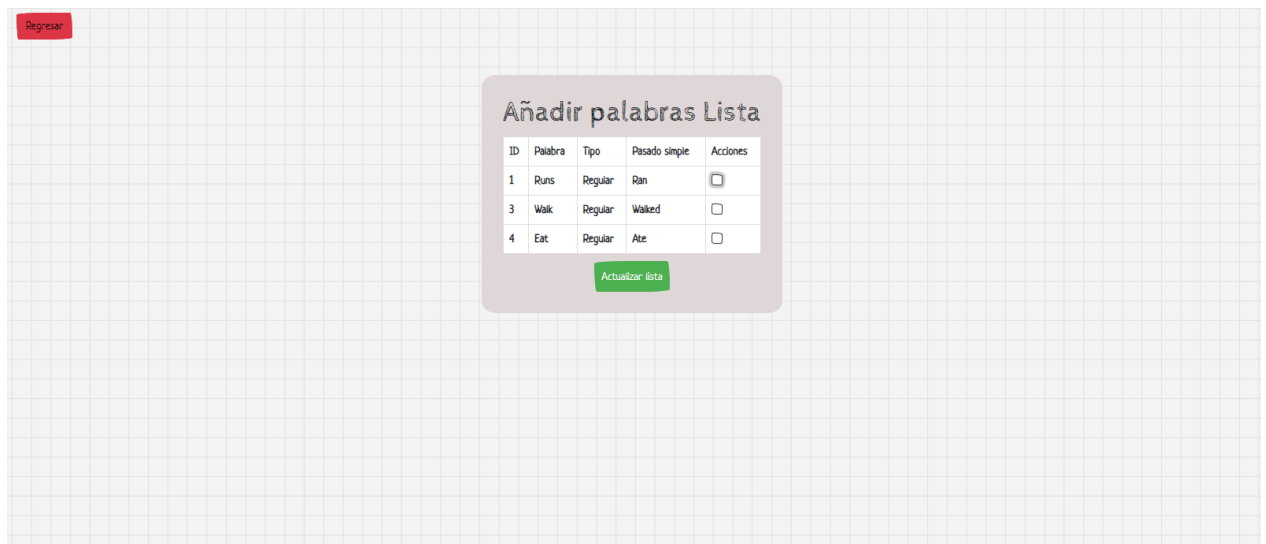 Regresar
Añadir palabras Lista
ID Palabra Tipo Pasado simple Acciones
1 Runs Regular Ran
3 Walk Regular Walked
4 Eat Regular Ate
Actualizar lista